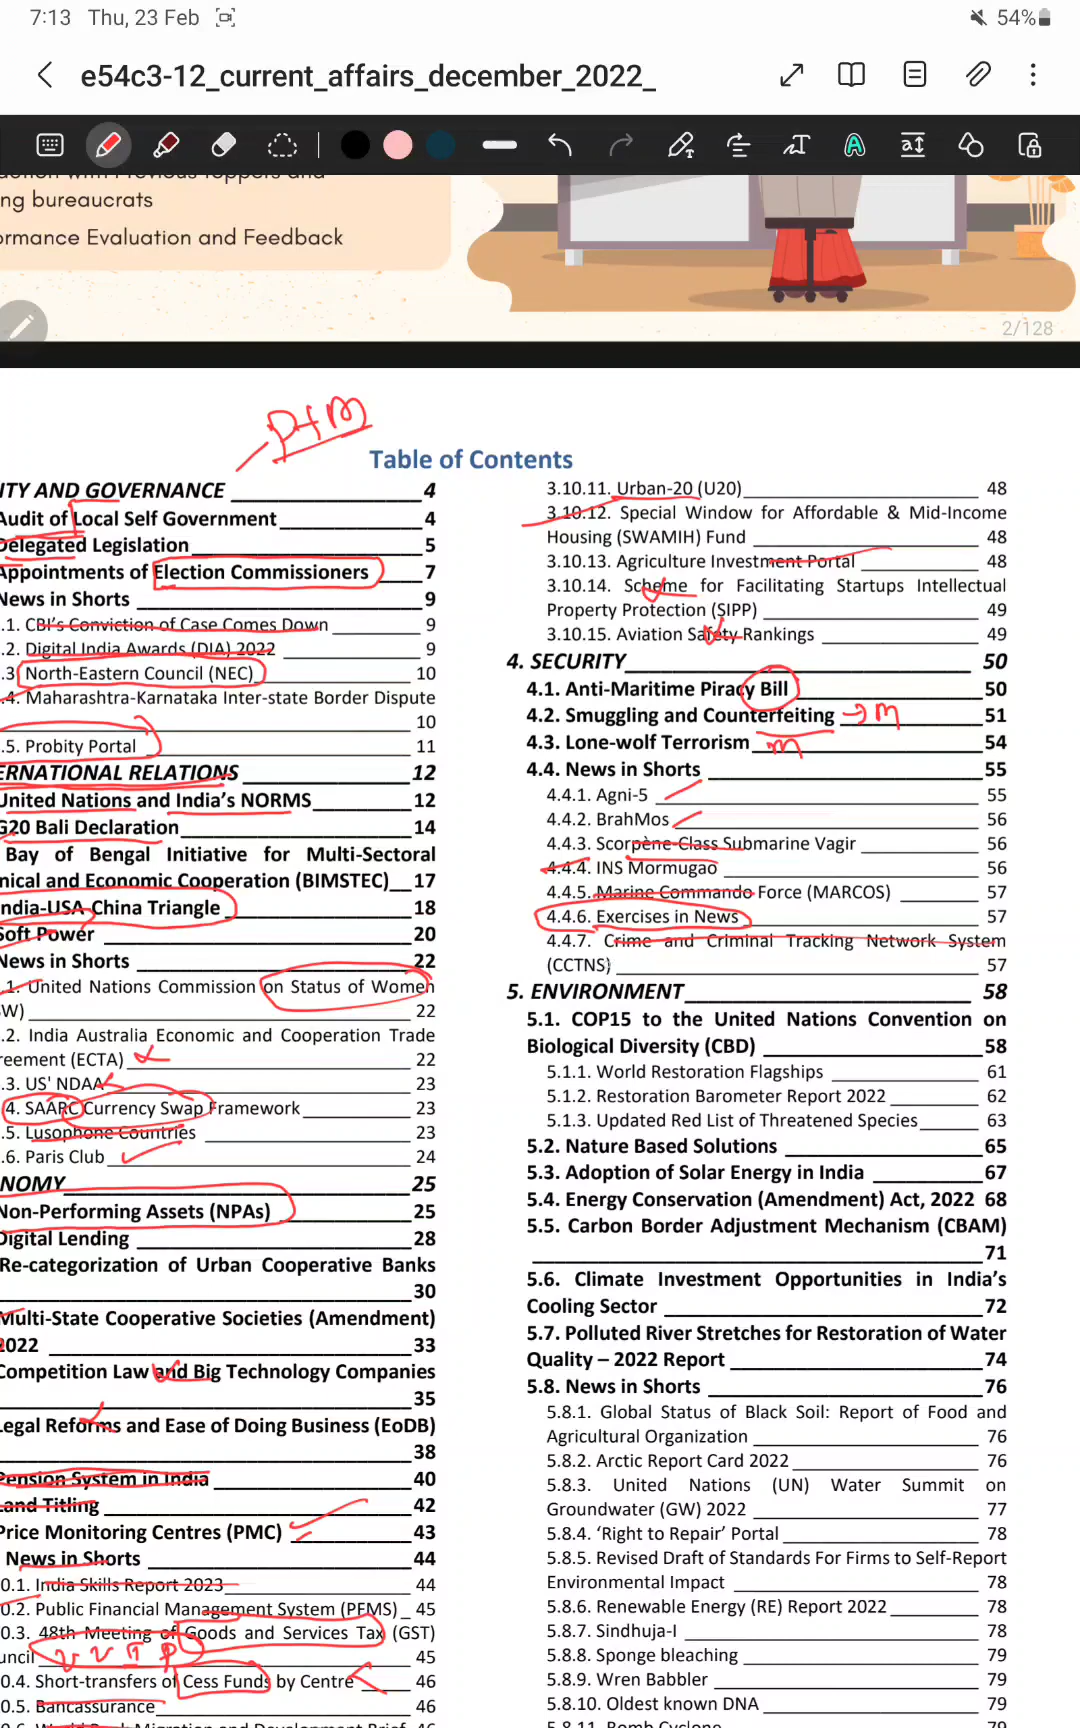 7:13 Thu, 23 Feb
54%
e54c3-12_current_affairs_december_2022_
ng bureaucrats
ormance Evaluation and Feedback
2/128
P+M
Table of Contents
ITY AND GOVERNANCE 4
Audit of Local Self Government 4
Delegated Legislation 5
Appointments of Election Commissioners 7
News in Shorts 9
.1. CBI's Conviction of Case Comes Down 9
.2. Digital India Awards (DIA) 2022 9
.3 North-Eastern Council (NEC) 10
.4. Maharashtra-Karnataka Inter-state Border Dispute
10
.5. Probity Portal 11
ERNATIONAL RELATIONS 12
United Nations and India's NORMS 12
G20 Bali Declaration 14
Bay of Bengal Initiative for Multi-Sectoral
nical and Economic Cooperation (BIMSTEC) 17
ndia-USA China Triangle 18
Soft Power 20
News in Shorts 22
.1. United Nations Commission on Status of Women
W) 22
.2. India Australia Economic and Cooperation Trade
reement (ECTA) 22
.3. US' NDAA 23
4. SAARC Currency Swap Framework 23
.5. Lusophone Countries 23
.6. Paris Club 24
NOMY 25
Non-Performing Assets (NPAs) 25
Digital Lending 28
Re-categorization of Urban Cooperative Banks
30
Multi-State Cooperative Societies (Amendment)
2022 33
Competition Law and Big Technology Companies
35
Legal Reforms and Ease of Doing Business (EoDB)
38
Pension System in India 40
Land Titling 42
Price Monitoring Centres (PMC) 43
News in Shorts 44
0.1. India Skills Report 2023 44
0.2. Public Financial Management System (PFMS) 45
0.3. 48th Meeting of Goods and Services Tax (GST)
uncil 45
0.4. Short-transfers of Cess Funds by Centre 46
0.5. Bancassurance 46
0.6. World Bank Migration and Development Brief 46
3.10.11. Urban-20 (U20) 48
3.10.12. Special Window for Affordable & Mid-Income
Housing (SWAMIH) Fund 48
3.10.13. Agriculture Investment Portal 48
3.10.14. Scheme for Facilitating Startups Intellectual
Property Protection (SIPP) 49
3.10.15. Aviation Safety Rankings 49
4. SECURITY 50
4.1. Anti-Maritime Piracy Bill 50
4.2. Smuggling and Counterfeiting → M 51
4.3. Lone-wolf Terrorism M 54
4.4. News in Shorts 55
4.4.1. Agni-5 55
4.4.2. BrahMos 56
4.4.3. Scorpène-Class Submarine Vagir 56
4.4.4. INS Mormugao 56
4.4.5. Marine Commando Force (MARCOS) 57
4.4.6. Exercises in News 57
4.4.7. Crime and Criminal Tracking Network System
(CCTNS) 57
5. ENVIRONMENT 58
5.1. COP15 to the United Nations Convention on
Biological Diversity (CBD) 58
5.1.1. World Restoration Flagships 61
5.1.2. Restoration Barometer Report 2022 62
5.1.3. Updated Red List of Threatened Species 63
5.2. Nature Based Solutions 65
5.3. Adoption of Solar Energy in India 67
5.4. Energy Conservation (Amendment) Act, 2022 68
5.5. Carbon Border Adjustment Mechanism (CBAM)
71
5.6. Climate Investment Opportunities in India's
Cooling Sector 72
5.7. Polluted River Stretches for Restoration of Water
Quality – 2022 Report 74
5.8. News in Shorts 76
5.8.1. Global Status of Black Soil: Report of Food and
Agricultural Organization 76
5.8.2. Arctic Report Card 2022 76
5.8.3. United Nations (UN) Water Summit on
Groundwater (GW) 2022 77
5.8.4. 'Right to Repair' Portal 78
5.8.5. Revised Draft of Standards For Firms to Self-Report
Environmental Impact 78
5.8.6. Renewable Energy (RE) Report 2022 78
5.8.7. Sindhuja-I 78
5.8.8. Sponge bleaching 79
5.8.9. Wren Babbler 79
5.8.10. Oldest known DNA 79
5.8.11. Bomb Cyclone 79